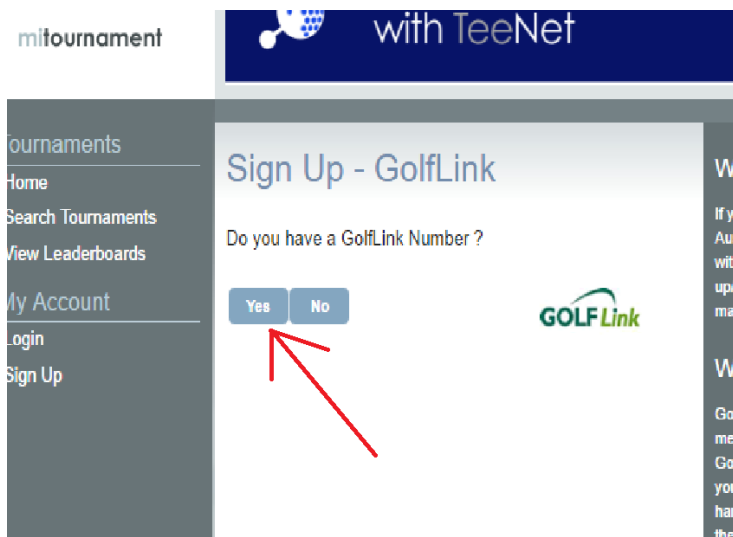 mitournament
with TeeNet
Tournaments
Home
Search Tournaments
View Leaderboards
My Account
Login
Sign Up
Sign Up - GolfLink
Do you have a GolfLink Number ?
Yes No
GOLF Link
If